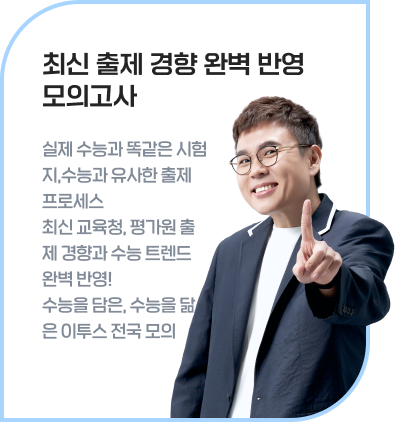 최신 출제 경향 완벽 반영
모의고사
실제 수능과 똑같은 시험
지,수능과 유사한 출제
프로세스
최신 교육청, 평가원 출
제 경향과 수능 트렌드
완벽 반영!
수능을 담은, 수능을 닮
은 이투스 전국 모의